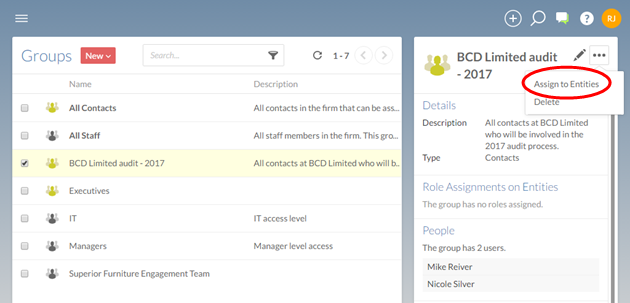 RJ
Groups
New
Search...
1 - 7
Name Description
All Contacts All contacts in the firm that can be ass...
All Staff All staff members in the firm. This gro...
BCD Limited audit - 2017 All contacts at BCD Limited who will b...
Executives
IT IT access level
Managers Manager level access
Superior Furniture Engagement Team
BCD Limited audit
- 2017
Assign to Entities
Delete
Details
Description All contacts at BCD Limited
who will be involved in the
2017 audit process.
Type Contacts
Role Assignments on Entities
The group has no roles assigned.
People
The group has 2 users.
Mike Reiver
Nicole Silver